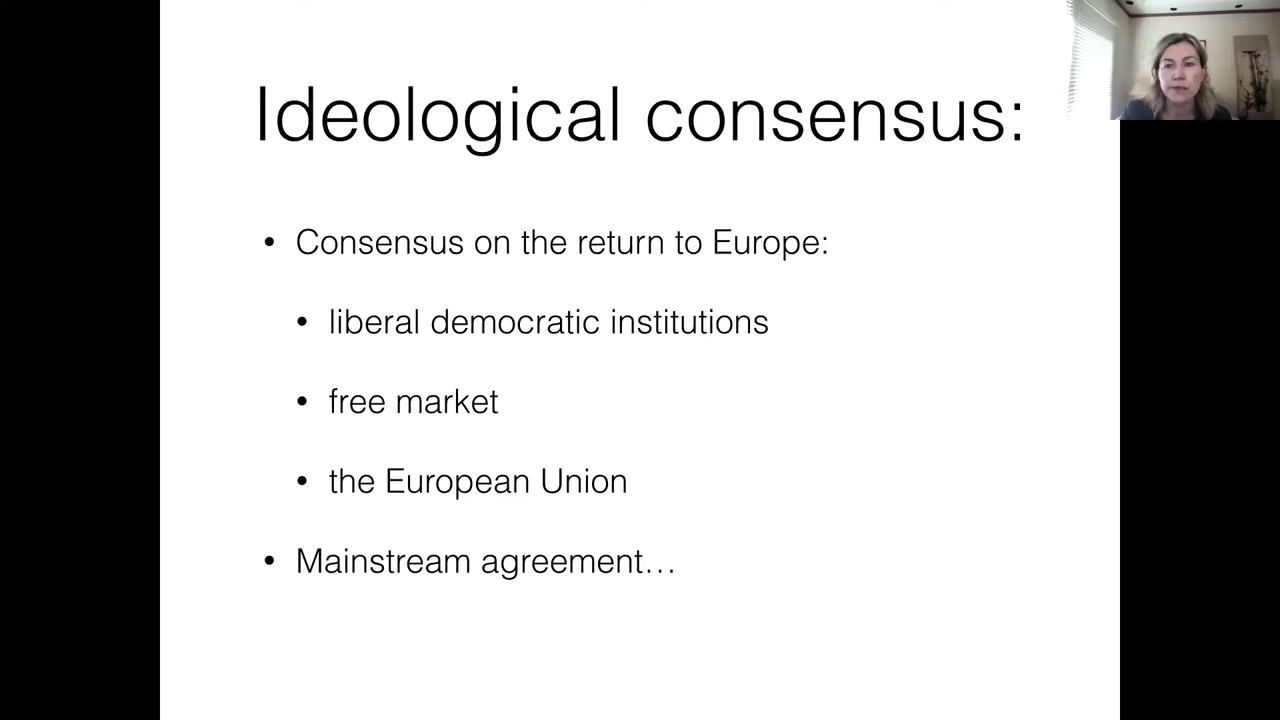 Ideological consensus:
• Consensus on the return to Europe:
• liberal democratic institutions
• free market
• the European Union
• Mainstream agreement…